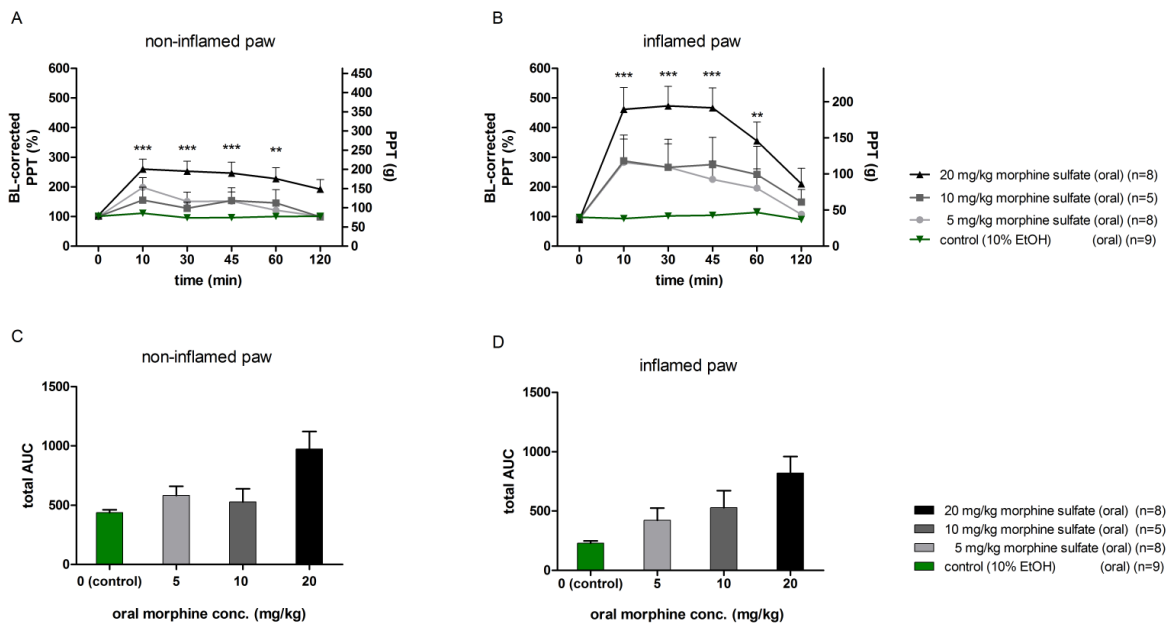 A
non-inflamed paw
BL-corrected
PPT (%)
600
500
400
300
200
100
0
450
400
350
300
250
200
150
100
50
0
PPT (g)
*** *** *** **
0 10 30 45 60 120
time (min)
B
inflamed paw
BL-corrected
PPT (%)
600
500
400
300
200
100
0
200
150
100
50
0
PPT (g)
*** *** *** **
0 10 30 45 60 120
time (min)
20 mg/kg morphine sulfate (oral) (n=8)
10 mg/kg morphine sulfate (oral) (n=5)
5 mg/kg morphine sulfate (oral) (n=8)
control (10% EtOH) (oral) (n=9)
C
non-inflamed paw
total AUC
1500
1000
500
0
0 (control) 5 10 20
oral morphine conc. (mg/kg)
D
inflamed paw
total AUC
1500
1000
500
0
0 (control) 5 10 20
oral morphine conc. (mg/kg)
20 mg/kg morphine sulfate (oral) (n=8)
10 mg/kg morphine sulfate (oral) (n=5)
5 mg/kg morphine sulfate (oral) (n=8)
control (10% EtOH) (oral) (n=9)